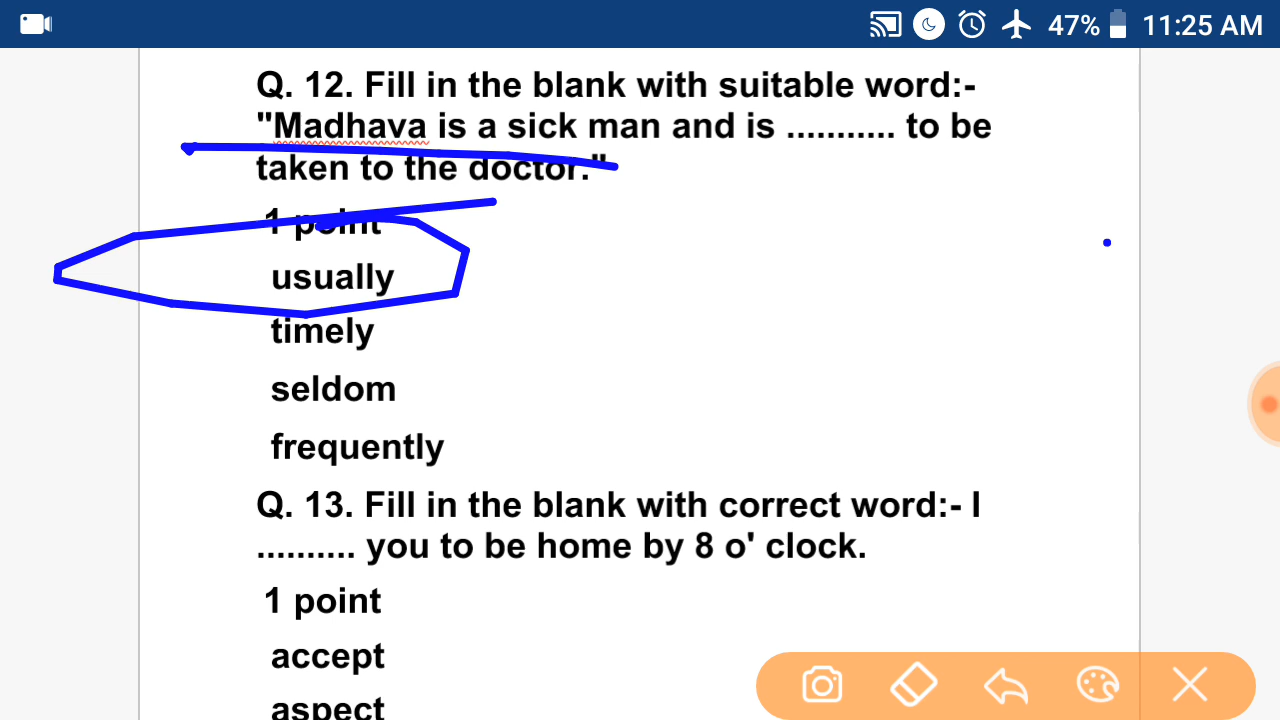 47% 11:25 AM
Q. 12. Fill in the blank with suitable word:-
"Madhava is a sick man and is ........... to be
taken to the doctor."
1 point
usually
timely
seldom
frequently
Q. 13. Fill in the blank with correct word:- I
.......... you to be home by 8 o' clock.
1 point
accept
aspect